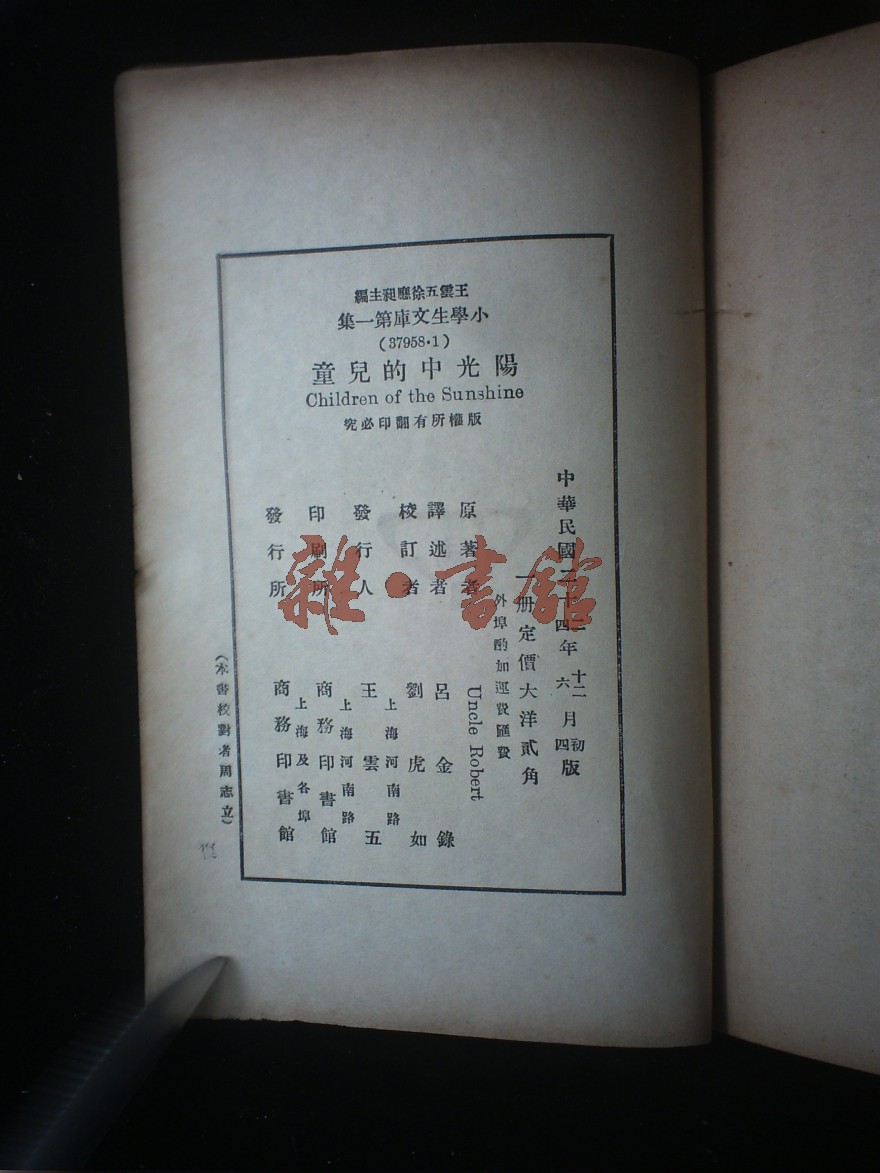 王雲五徐應昶主編
小學生文庫第一集
(37958·1)
陽光中的兒童
Children of the Sunshine
版權所有翻印必究
中華民國二十四年 十二六月 初四版
一册定價大洋貳角
外埠酌加運費匯費
原著者 Uncle Robert
譯述者 呂金錄
校訂者 劉虎如
發行人 王雲五
上海河南路
印刷所 商務印書館
上海河南路
發行所 商務印書館
上海及各埠
(本書校對者周志立)
雜·書館